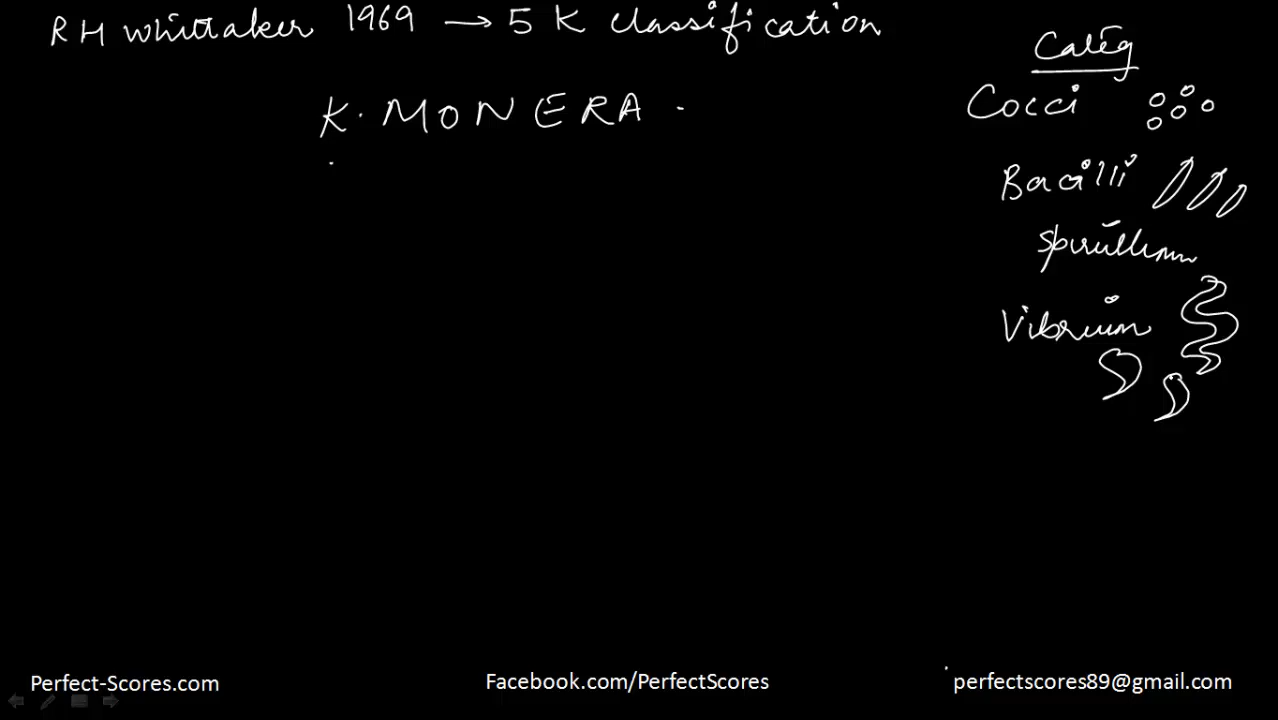 RH Whittaker 1969 → 5 K classification
K. MONERA
Categ
Cocci
Bacilli
Spirillum
Vibrium
Perfect-Scores.com
Facebook.com/PerfectScores
perfectscores89@gmail.com